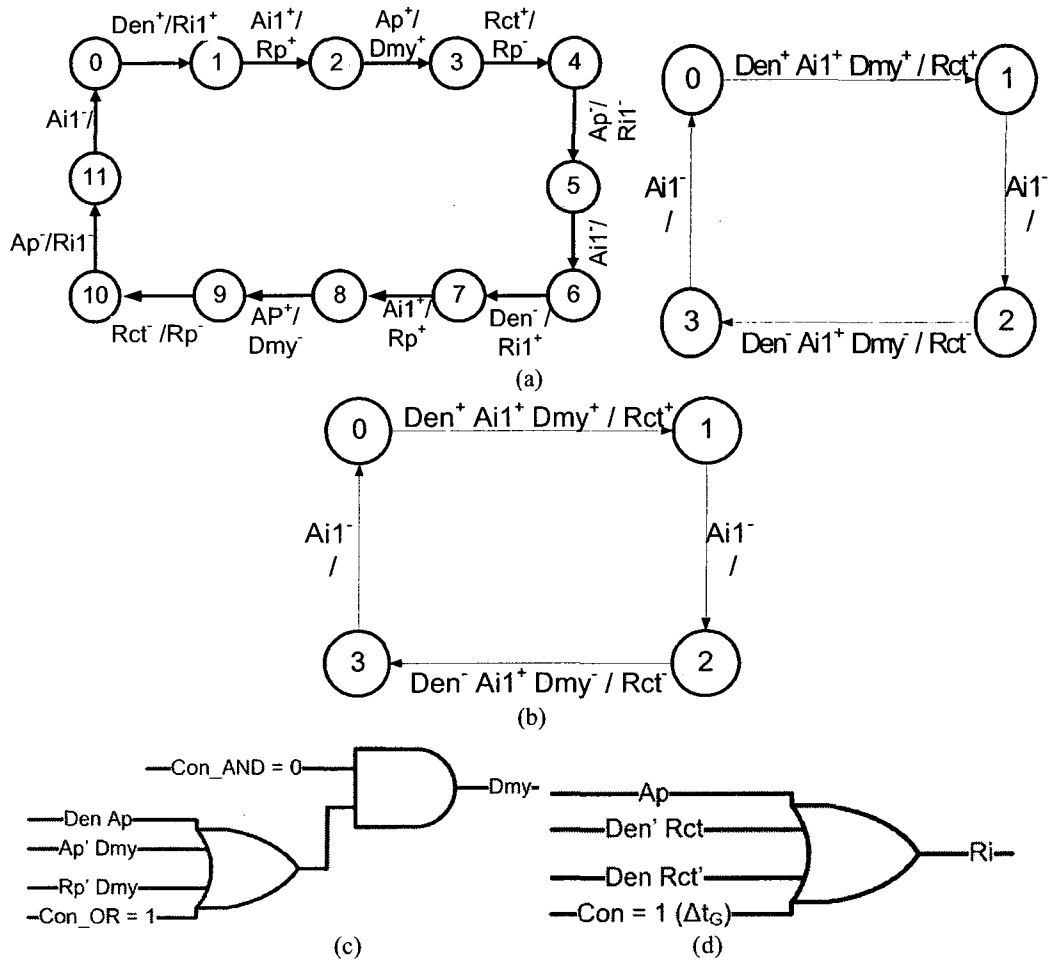 Den⁺/Ri1⁺
Ai1⁺/
Rp⁺
Ap⁺/
Dmy⁺
Rct⁺/
Rp⁻
0
1
2
3
4
Ap⁻/
Ri1⁻
5
Ai1⁻/
6
Den⁻/
Ri1⁺
7
Ai1⁺/
Rp⁺
8
AP⁺/
Dmy⁻
9
Rct⁻/Rp⁻
10
Ap⁻/Ri1⁻
11
Ai1⁻/
0
Den⁺ Ai1⁺ Dmy⁺ / Rct⁺
1
Ai1⁻
/
Ai1⁻
/
3
2
Den⁻ Ai1⁺ Dmy⁻ / Rct⁻
(a)
0
Den⁺ Ai1⁺ Dmy⁺ / Rct⁺
1
Ai1⁻
/
Ai1⁻
/
3
2
Den⁻ Ai1⁺ Dmy⁻ / Rct⁻
(b)
Con_AND = 0
Dmy
Den Ap
Ap' Dmy
Rp' Dmy
Con_OR = 1
(c)
Ap
Den' Rct
Den Rct'
Con = 1 (Δt_G)
Ri
(d)